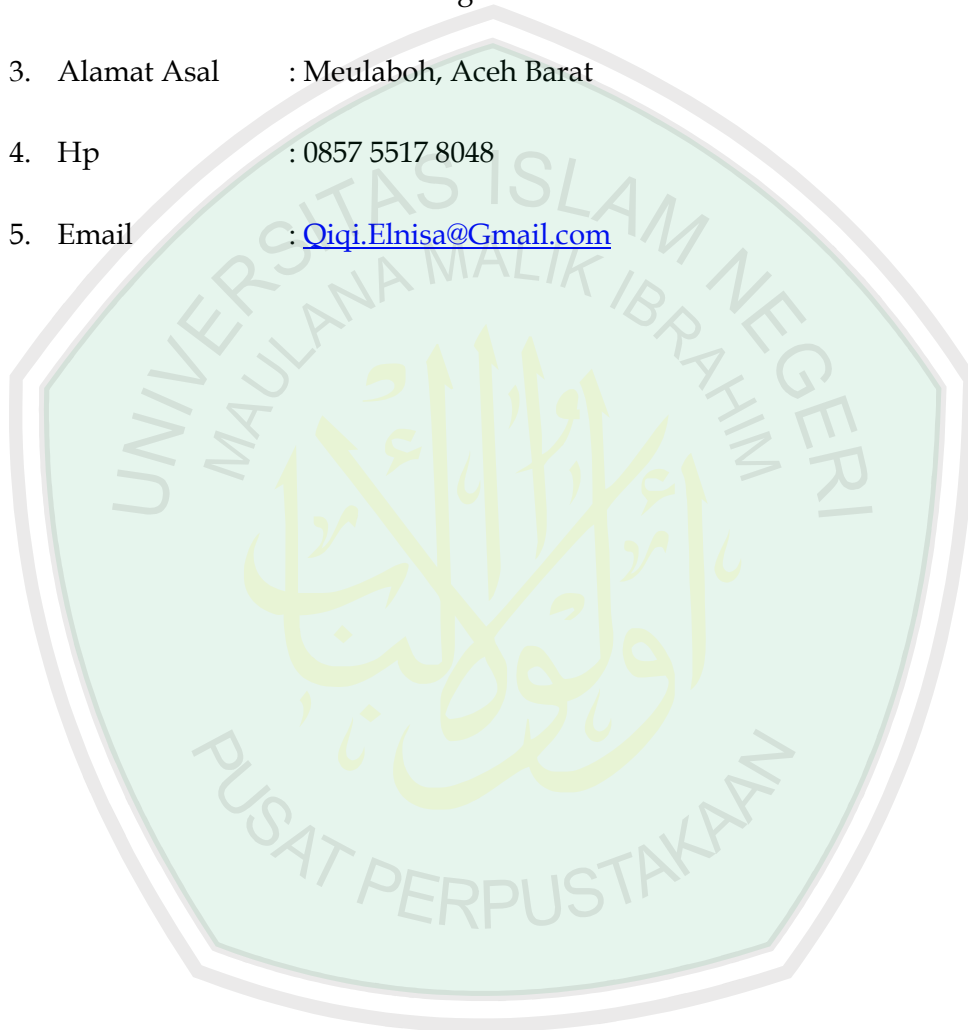 3. Alamat Asal : Meulaboh, Aceh Barat
4. Hp : 0857 5517 8048
5. Email : Qiqi.Elnisa@Gmail.com
UNIVERSITAS ISLAM NEGERI
MAULANA MALIK IBRAHIM
PUSAT PERPUSTAKAAN